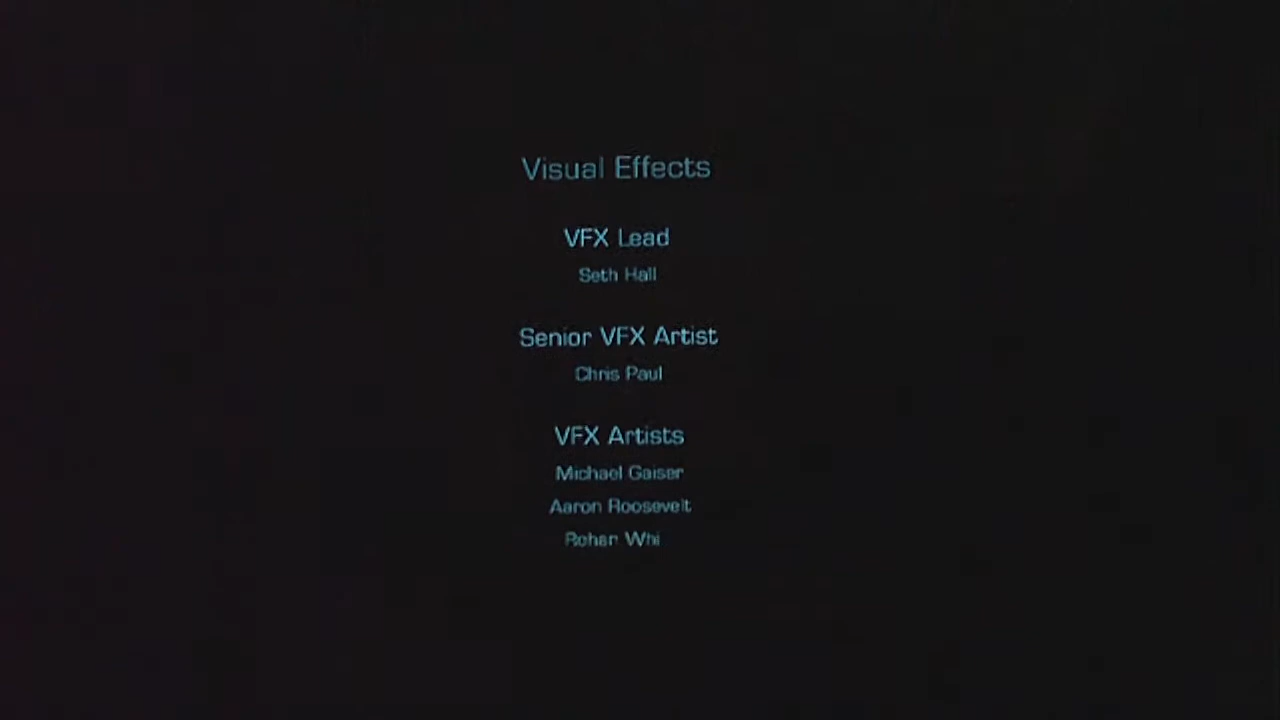 Visual Effects
VFX Lead
Seth Hall
Senior VFX Artist
Chris Paul
VFX Artists
Michael Gaiser
Aaron Roosevelt